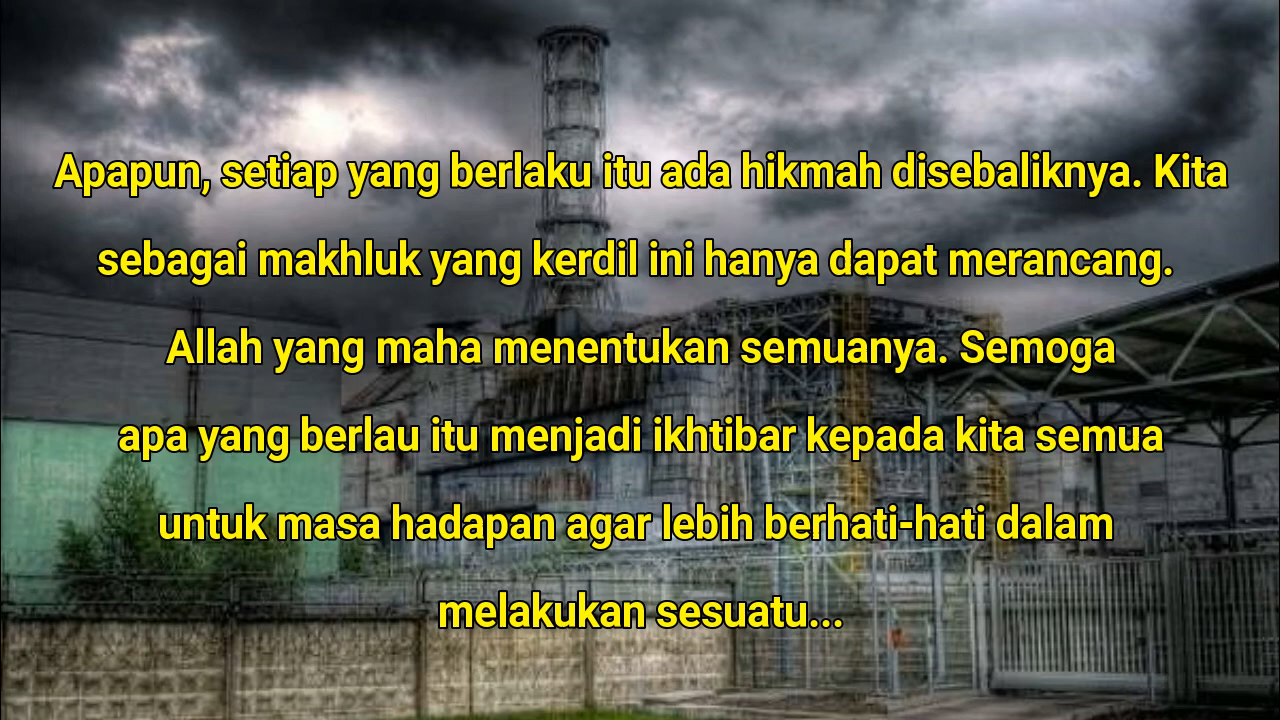 Apapun, setiap yang berlaku itu ada hikmah disebaliknya. Kita
sebagai makhluk yang kerdil ini hanya dapat merancang.
Allah yang maha menentukan semuanya. Semoga
apa yang berlau itu menjadi ikhtibar kepada kita semua
untuk masa hadapan agar lebih berhati-hati dalam
melakukan sesuatu...